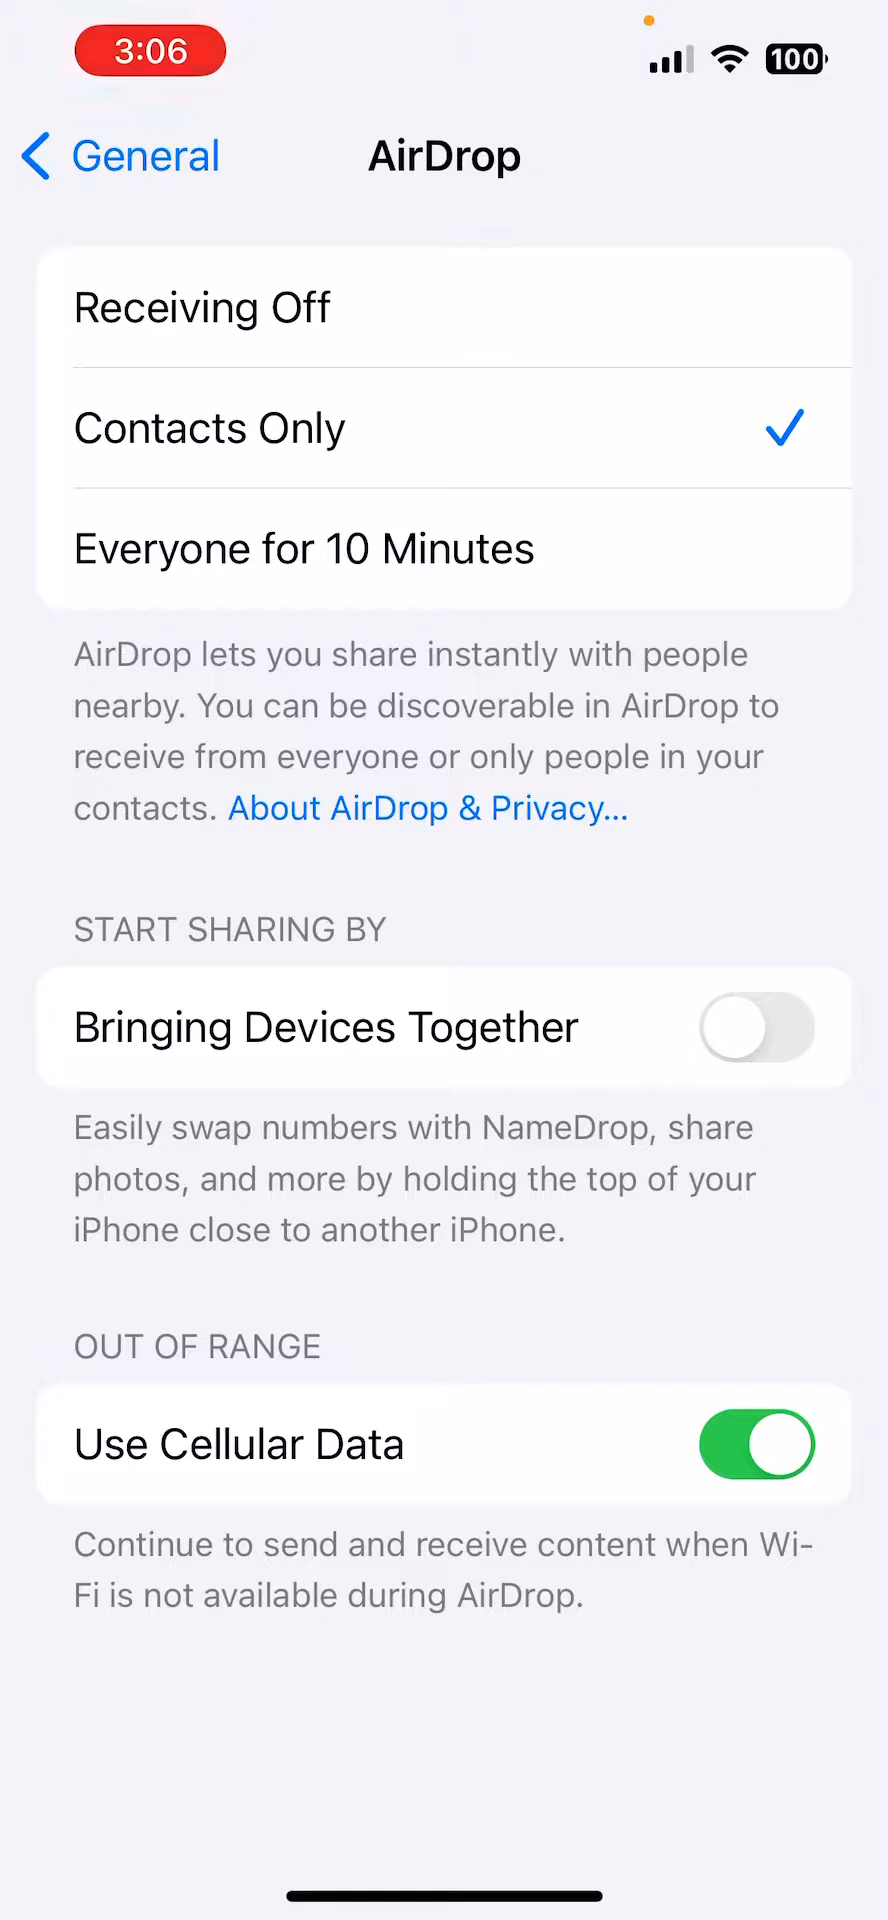 3:06
100
General
AirDrop
Receiving Off
Contacts Only
Everyone for 10 Minutes
AirDrop lets you share instantly with people
nearby. You can be discoverable in AirDrop to
receive from everyone or only people in your
contacts. About AirDrop & Privacy...
START SHARING BY
Bringing Devices Together
Easily swap numbers with NameDrop, share
photos, and more by holding the top of your
iPhone close to another iPhone.
OUT OF RANGE
Use Cellular Data
Continue to send and receive content when Wi-
Fi is not available during AirDrop.